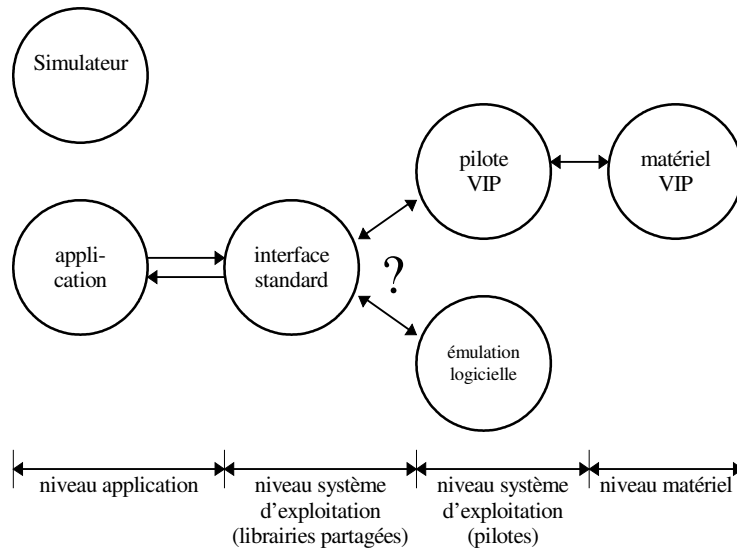 Simulateur
pilote
VIP
matériel
VIP
appli-
cation
interface
standard
?
émulation
logicielle
niveau application
niveau système
d'exploitation
(librairies partagées)
niveau système
d'exploitation
(pilotes)
niveau matériel